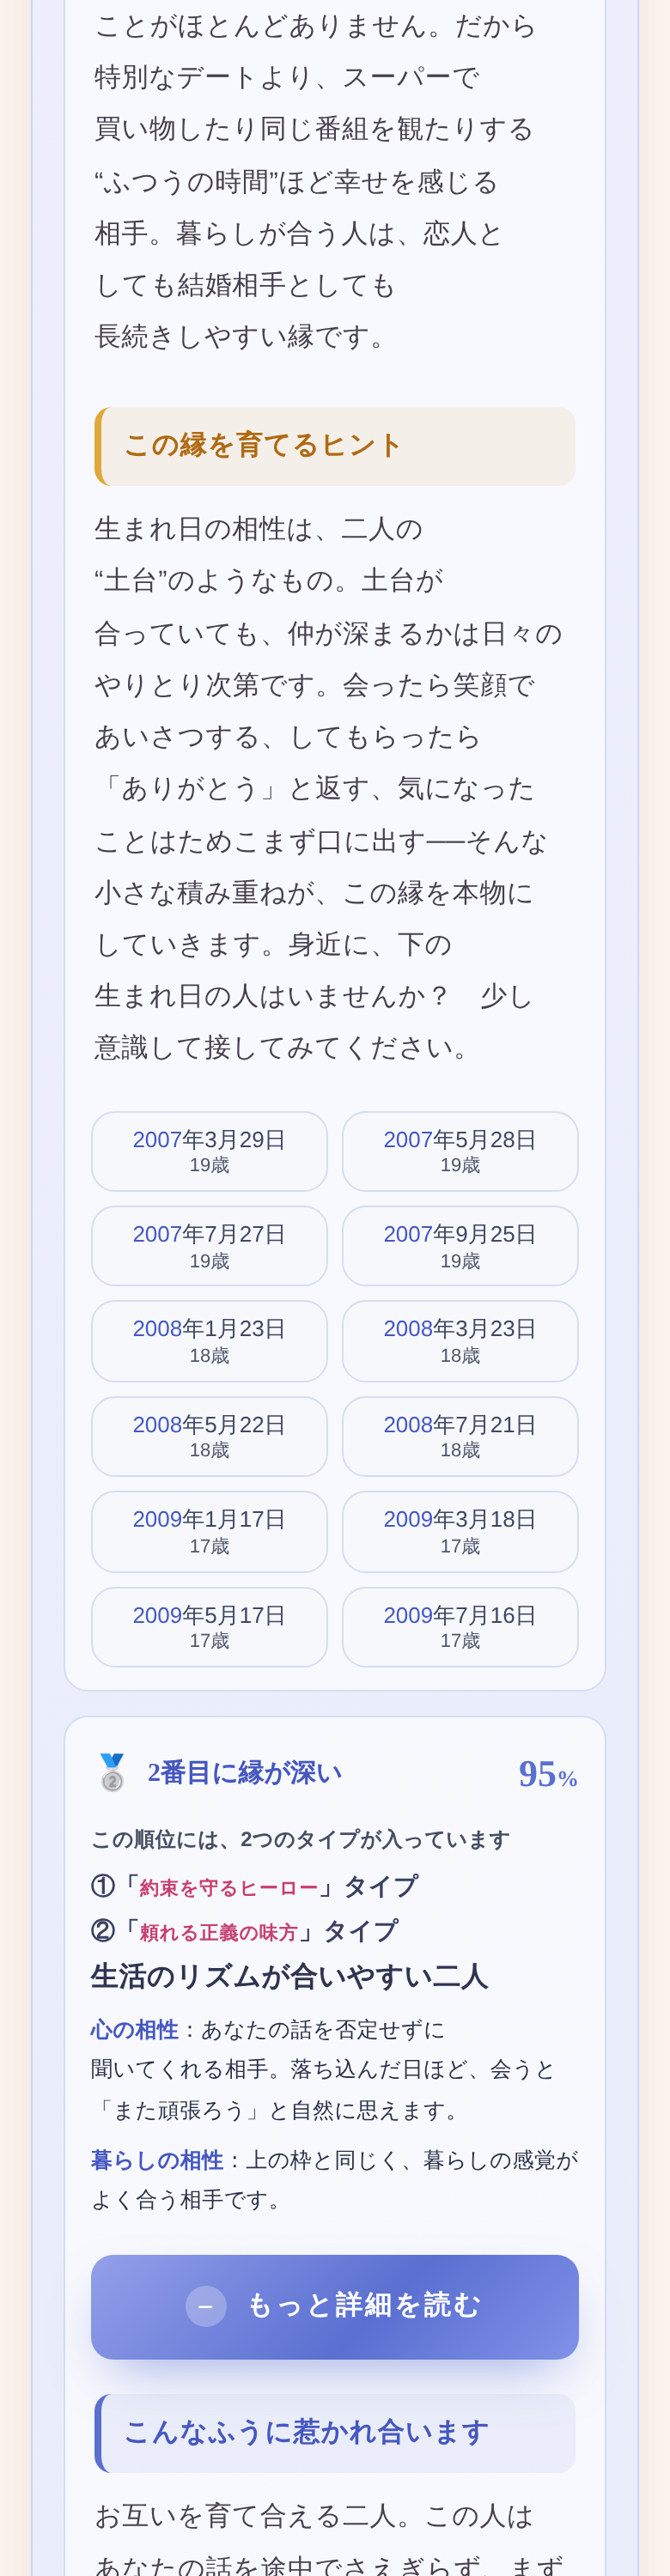 ことがほとんどありません。だから
特別なデートより、スーパーで
買い物したり同じ番組を観たりする
“ふつうの時間”ほど幸せを感じる
相手。暮らしが合う人は、恋人と
しても結婚相手としても
長続きしやすい縁です。
この縁を育てるヒント
生まれ日の相性は、二人の
“土台”のようなもの。土台が
合っていても、仲が深まるかは日々の
やりとり次第です。会ったら笑顔で
あいさつする、してもらったら
「ありがとう」と返す、気になった
ことはためこまず口に出す──そんな
小さな積み重ねが、この縁を本物に
していきます。身近に、下の
生まれ日の人はいませんか？　少し
意識して接してみてください。
2007年3月29日 2007年5月28日
19歳 19歳
2007年7月27日 2007年9月25日
19歳 19歳
2008年1月23日 2008年3月23日
18歳 18歳
2008年5月22日 2008年7月21日
18歳 18歳
2009年1月17日 2009年3月18日
17歳 17歳
2009年5月17日 2009年7月16日
17歳 17歳
2 2番目に縁が深い 95%
この順位には、2つのタイプが入っています
①「約束を守るヒーロー」タイプ
②「頼れる正義の味方」タイプ
生活のリズムが合いやすい二人
心の相性：あなたの話を否定せずに
聞いてくれる相手。落ち込んだ日ほど、会うと
「また頑張ろう」と自然に思えます。
暮らしの相性：上の枠と同じく、暮らしの感覚が
よく合う相手です。
− もっと詳細を読む
こんなふうに惹かれ合います
お互いを育て合える二人。この人は
あなたの話を途中でさえぎらず、まず